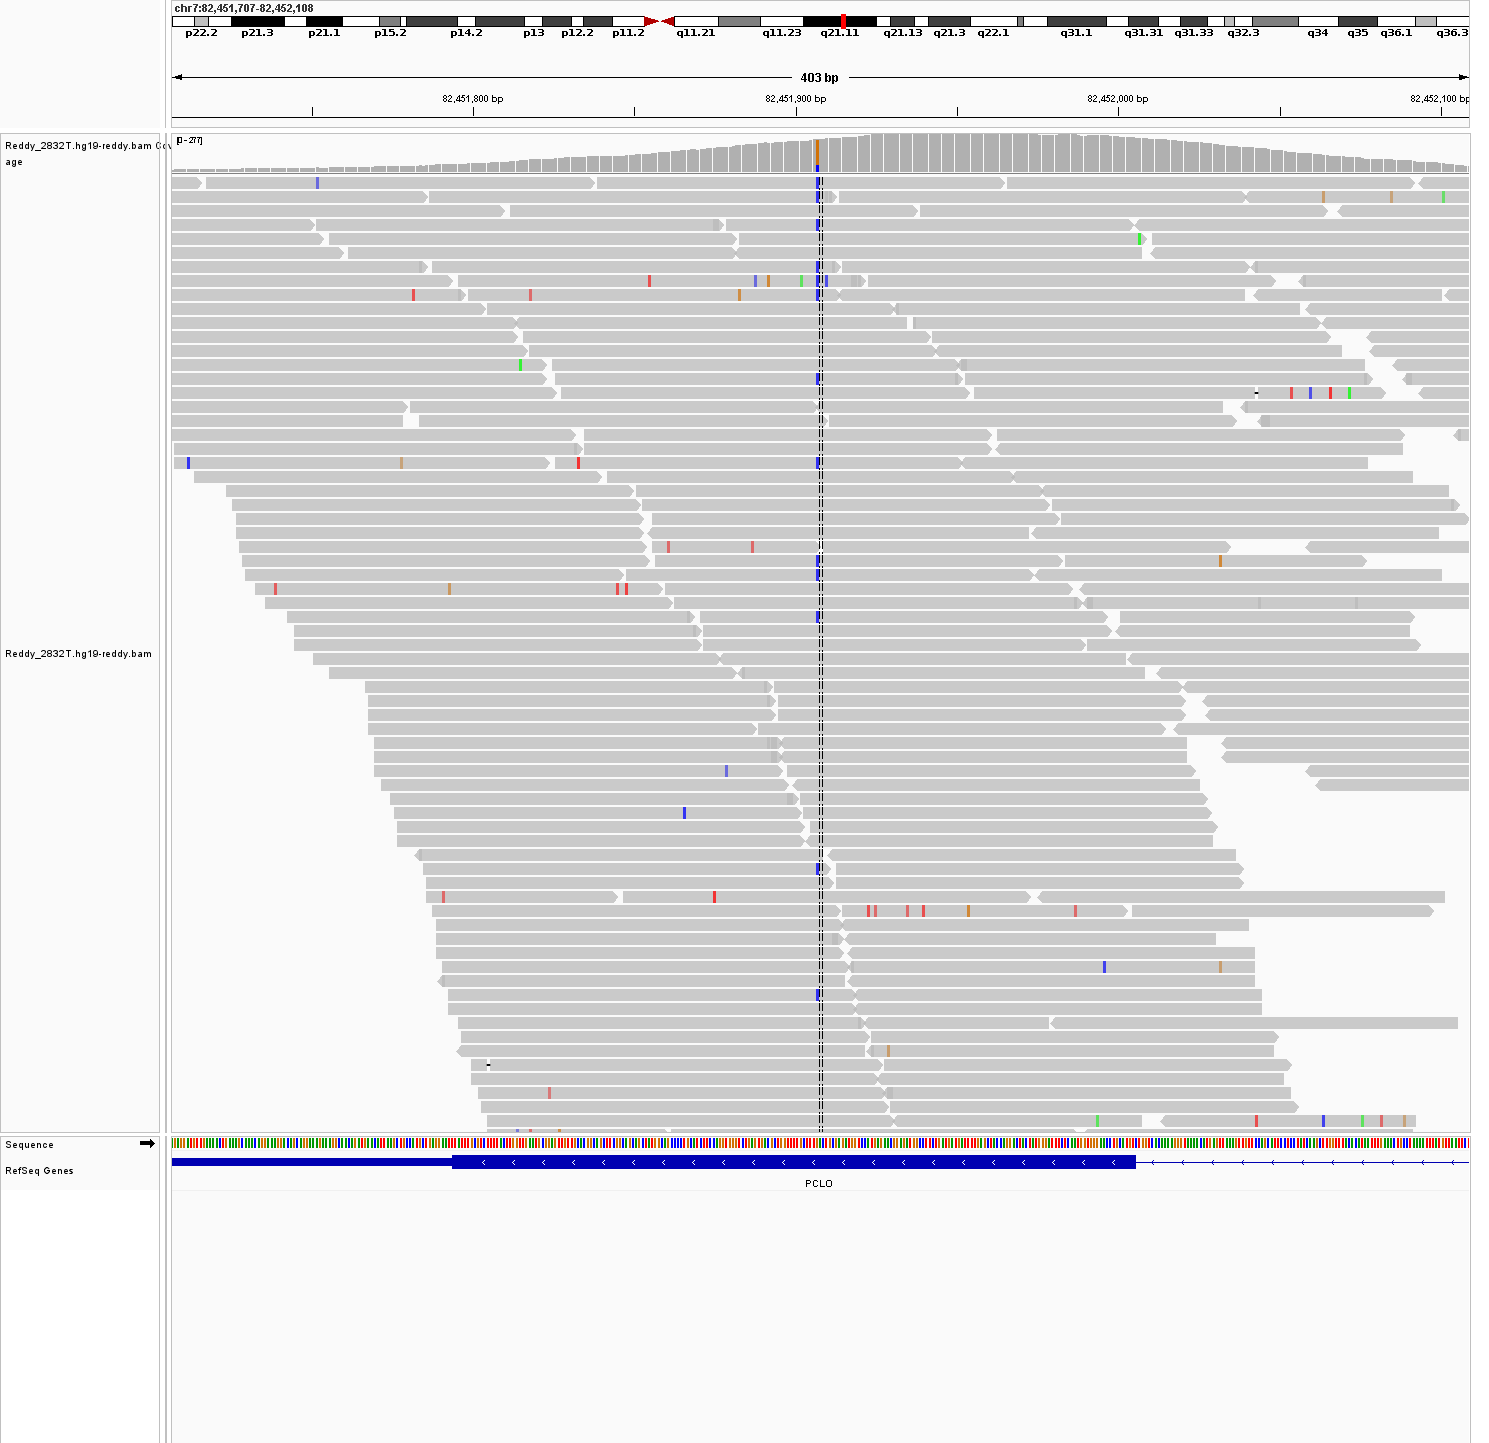 chr7:82,451,707-82,452,108
p22.2 p21.3 p21.1 p15.2 p14.2 p13 p12.2 p11.2 q11.21 q11.23 q21.11 q21.13 q21.3 q22.1 q31.1 q31.31 q31.33 q32.3 q34 q35 q36.1 q36.3
403 bp
82,451,800 bp 82,451,900 bp 82,452,000 bp 82,452,100 bp
[0 - 277]
Reddy_2832T.hg19-reddy.bam Cov
age
Reddy_2832T.hg19-reddy.bam
Sequence
RefSeq Genes
PCLO